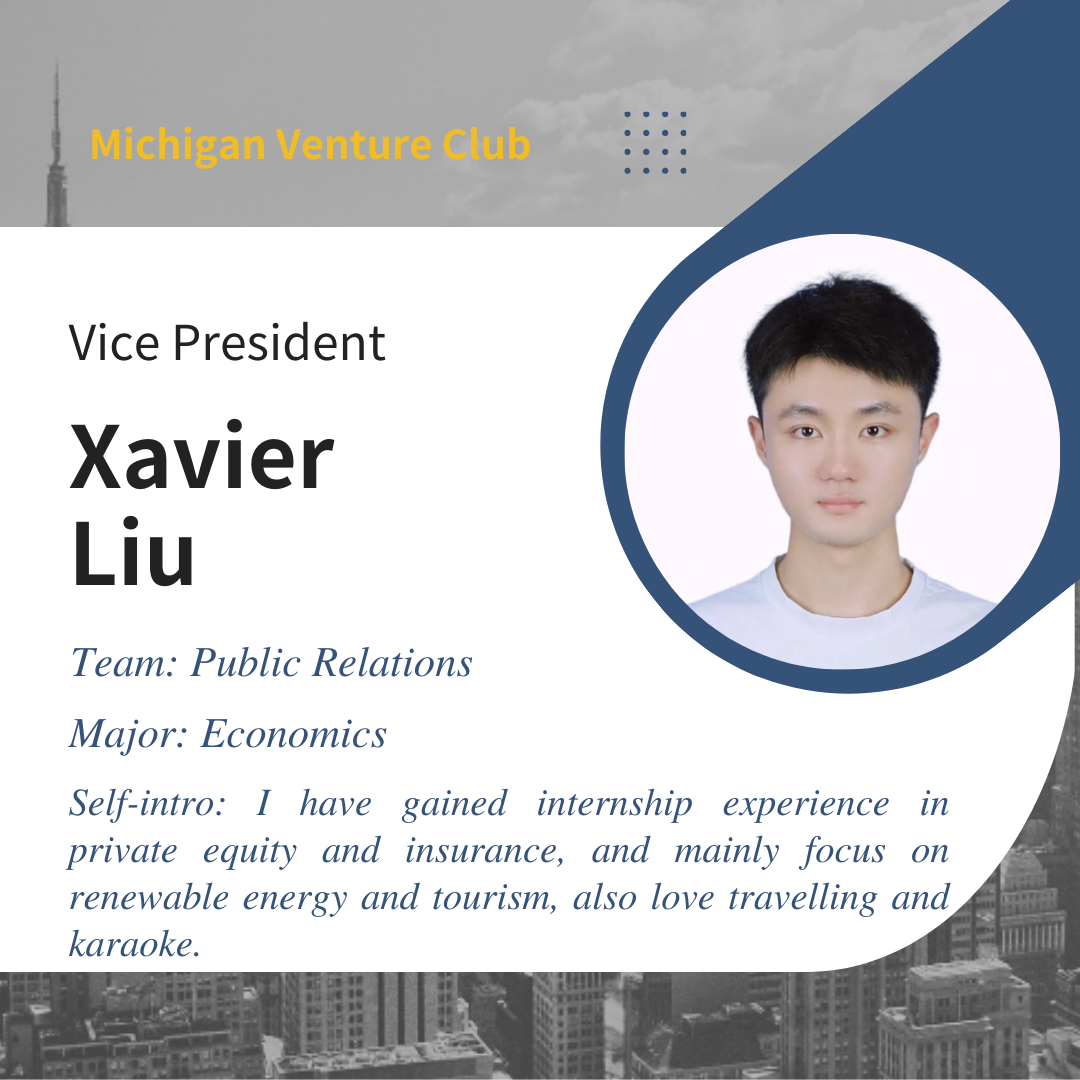 Michigan Venture Club
Vice President
Xavier
Liu
Team: Public Relations
Major: Economics
Self-intro: I have gained internship experience in
private equity and insurance, and mainly focus on
renewable energy and tourism, also love travelling and
karaoke.